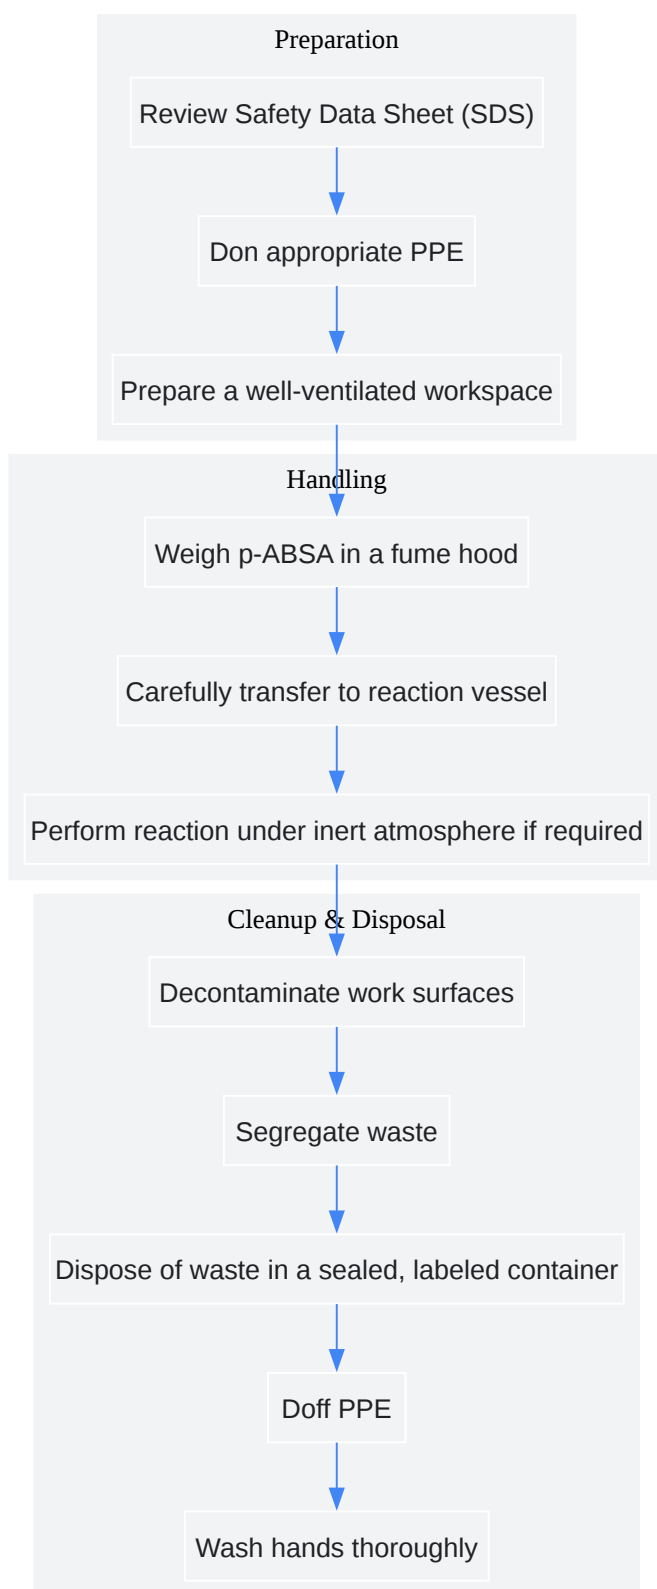 Preparation
Review Safety Data Sheet (SDS)
Don appropriate PPE
Prepare a well-ventilated workspace
Handling
Weigh p-ABSA in a fume hood
Carefully transfer to reaction vessel
Perform reaction under inert atmosphere if required
Cleanup & Disposal
Decontaminate work surfaces
Segregate waste
Dispose of waste in a sealed, labeled container
Doff PPE
Wash hands thoroughly